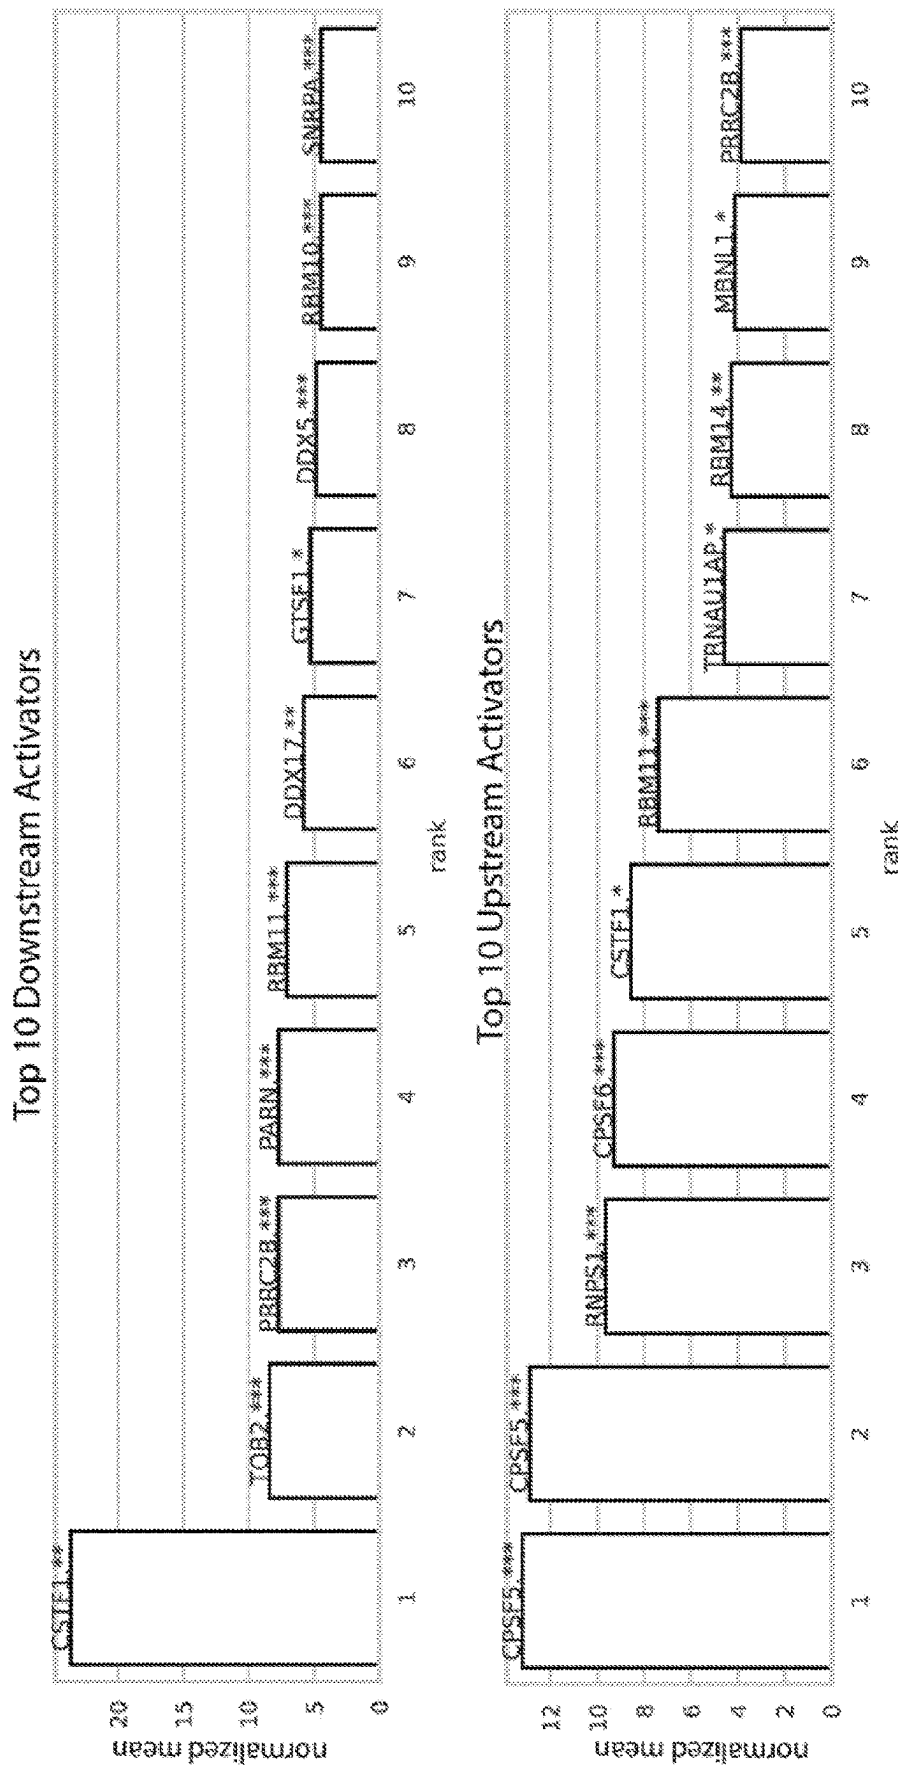 Top 10 Downstream Activators
normalized mean
20
15
10
5
0
CSTF1 **
TOB2 ***
PRRC2B ***
PARN ***
RBM11 ***
DDX17 **
GTSF1 *
DDX5 ***
RBM10 ***
SNRPA ***
1 2 3 4 5 6 7 8 9 10
rank
Top 10 Upstream Activators
normalized mean
12
10
8
6
4
2
0
CPSF5 ***
CPSF5 ***
RNPS1 ***
CPSF6 ***
CSTF1 *
RBM11 ***
TRNAU1AP *
RBM14 **
MBNL1 *
PRRC2B ***
1 2 3 4 5 6 7 8 9 10
rank